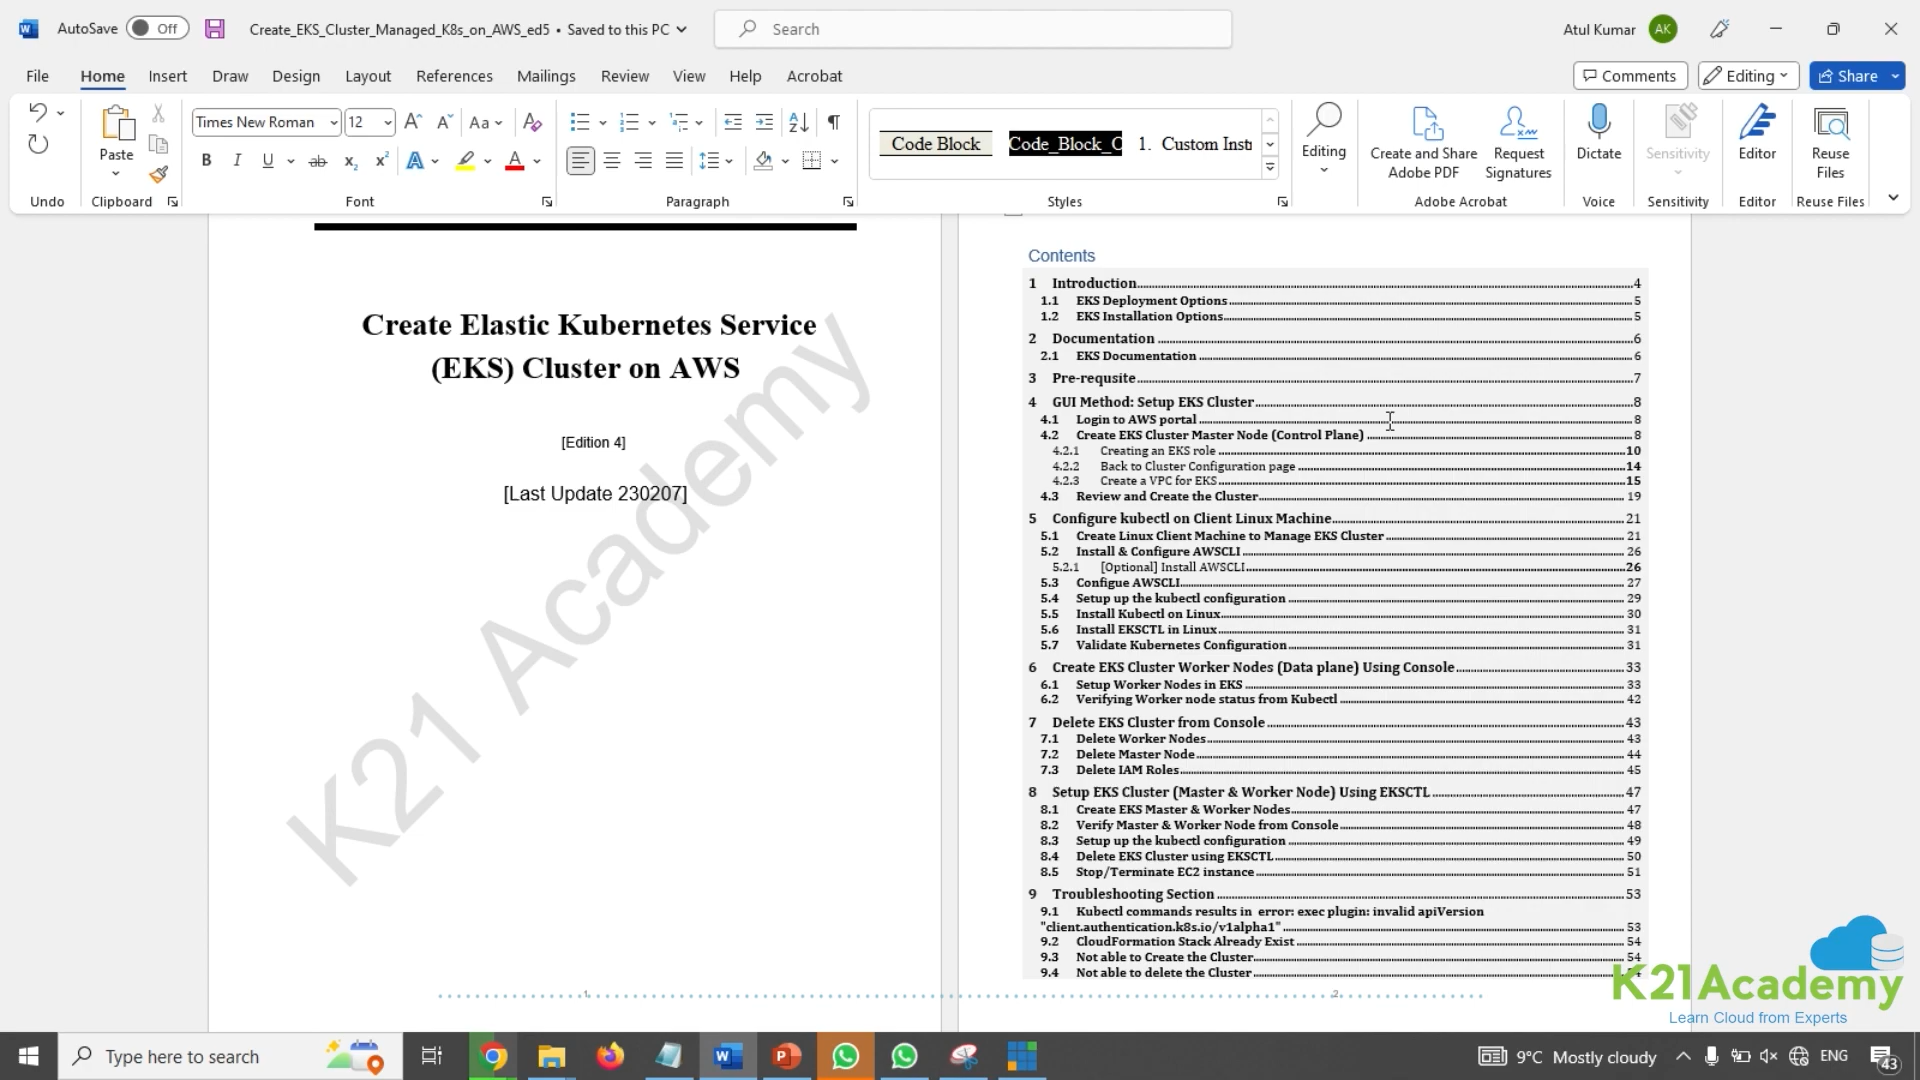 AutoSave Off Create_EKS_Cluster_Managed_K8s_on_AWS_ed5 • Saved to this PC Search Atul Kumar AK
File Home Insert Draw Design Layout References Mailings Review View Help Acrobat Comments Editing Share
Times New Roman 12 Aa
Paste
B I U ab x2 x2 A A
Code Block Code_Block_C 1. Custom Inst
Editing
Create and Share Adobe PDF
Request Signatures
Dictate
Sensitivity
Editor
Reuse Files
Undo Clipboard Font Paragraph Styles Adobe Acrobat Voice Sensitivity Editor Reuse Files
Create Elastic Kubernetes Service
(EKS) Cluster on AWS
[Edition 4]
[Last Update 230207]
K21 Academy
1
Contents
1 Introduction 4
1.1 EKS Deployment Options 5
1.2 EKS Installation Options 5
2 Documentation 6
2.1 EKS Documentation 6
3 Pre-requsite 7
4 GUI Method: Setup EKS Cluster 8
4.1 Login to AWS portal 8
4.2 Create EKS Cluster Master Node (Control Plane) 8
4.2.1 Creating an EKS role 10
4.2.2 Back to Cluster Configuration page 14
4.2.3 Create a VPC for EKS 15
4.3 Review and Create the Cluster 19
5 Configure kubectl on Client Linux Machine 21
5.1 Create Linux Client Machine to Manage EKS Cluster 21
5.2 Install & Configure AWSCLI 26
5.2.1 [Optional] Install AWSCLI 26
5.3 Configue AWSCLI 27
5.4 Setup up the kubectl configuration 29
5.5 Install Kubectl on Linux 30
5.6 Install EKSCTL in Linux 31
5.7 Validate Kubernetes Configuration 31
6 Create EKS Cluster Worker Nodes (Data plane) Using Console 33
6.1 Setup Worker Nodes in EKS 33
6.2 Verifying Worker node status from Kubectl 42
7 Delete EKS Cluster from Console 43
7.1 Delete Worker Nodes 43
7.2 Delete Master Node 44
7.3 Delete IAM Roles 45
8 Setup EKS Cluster (Master & Worker Node) Using EKSCTL 47
8.1 Create EKS Master & Worker Nodes 47
8.2 Verify Master & Worker Node from Console 48
8.3 Setup up the kubectl configuration 49
8.4 Delete EKS Cluster using EKSCTL 50
8.5 Stop/Terminate EC2 instance 51
9 Troubleshooting Section 53
9.1 Kubectl commands results in error: exec plugin: invalid apiVersion
"client.authentication.k8s.io/v1alpha1" 53
9.2 CloudFormation Stack Already Exist 54
9.3 Not able to Create the Cluster 54
9.4 Not able to delete the Cluster
2
K21Academy
Learn Cloud from Experts
Type here to search 9°C Mostly cloudy ENG 43